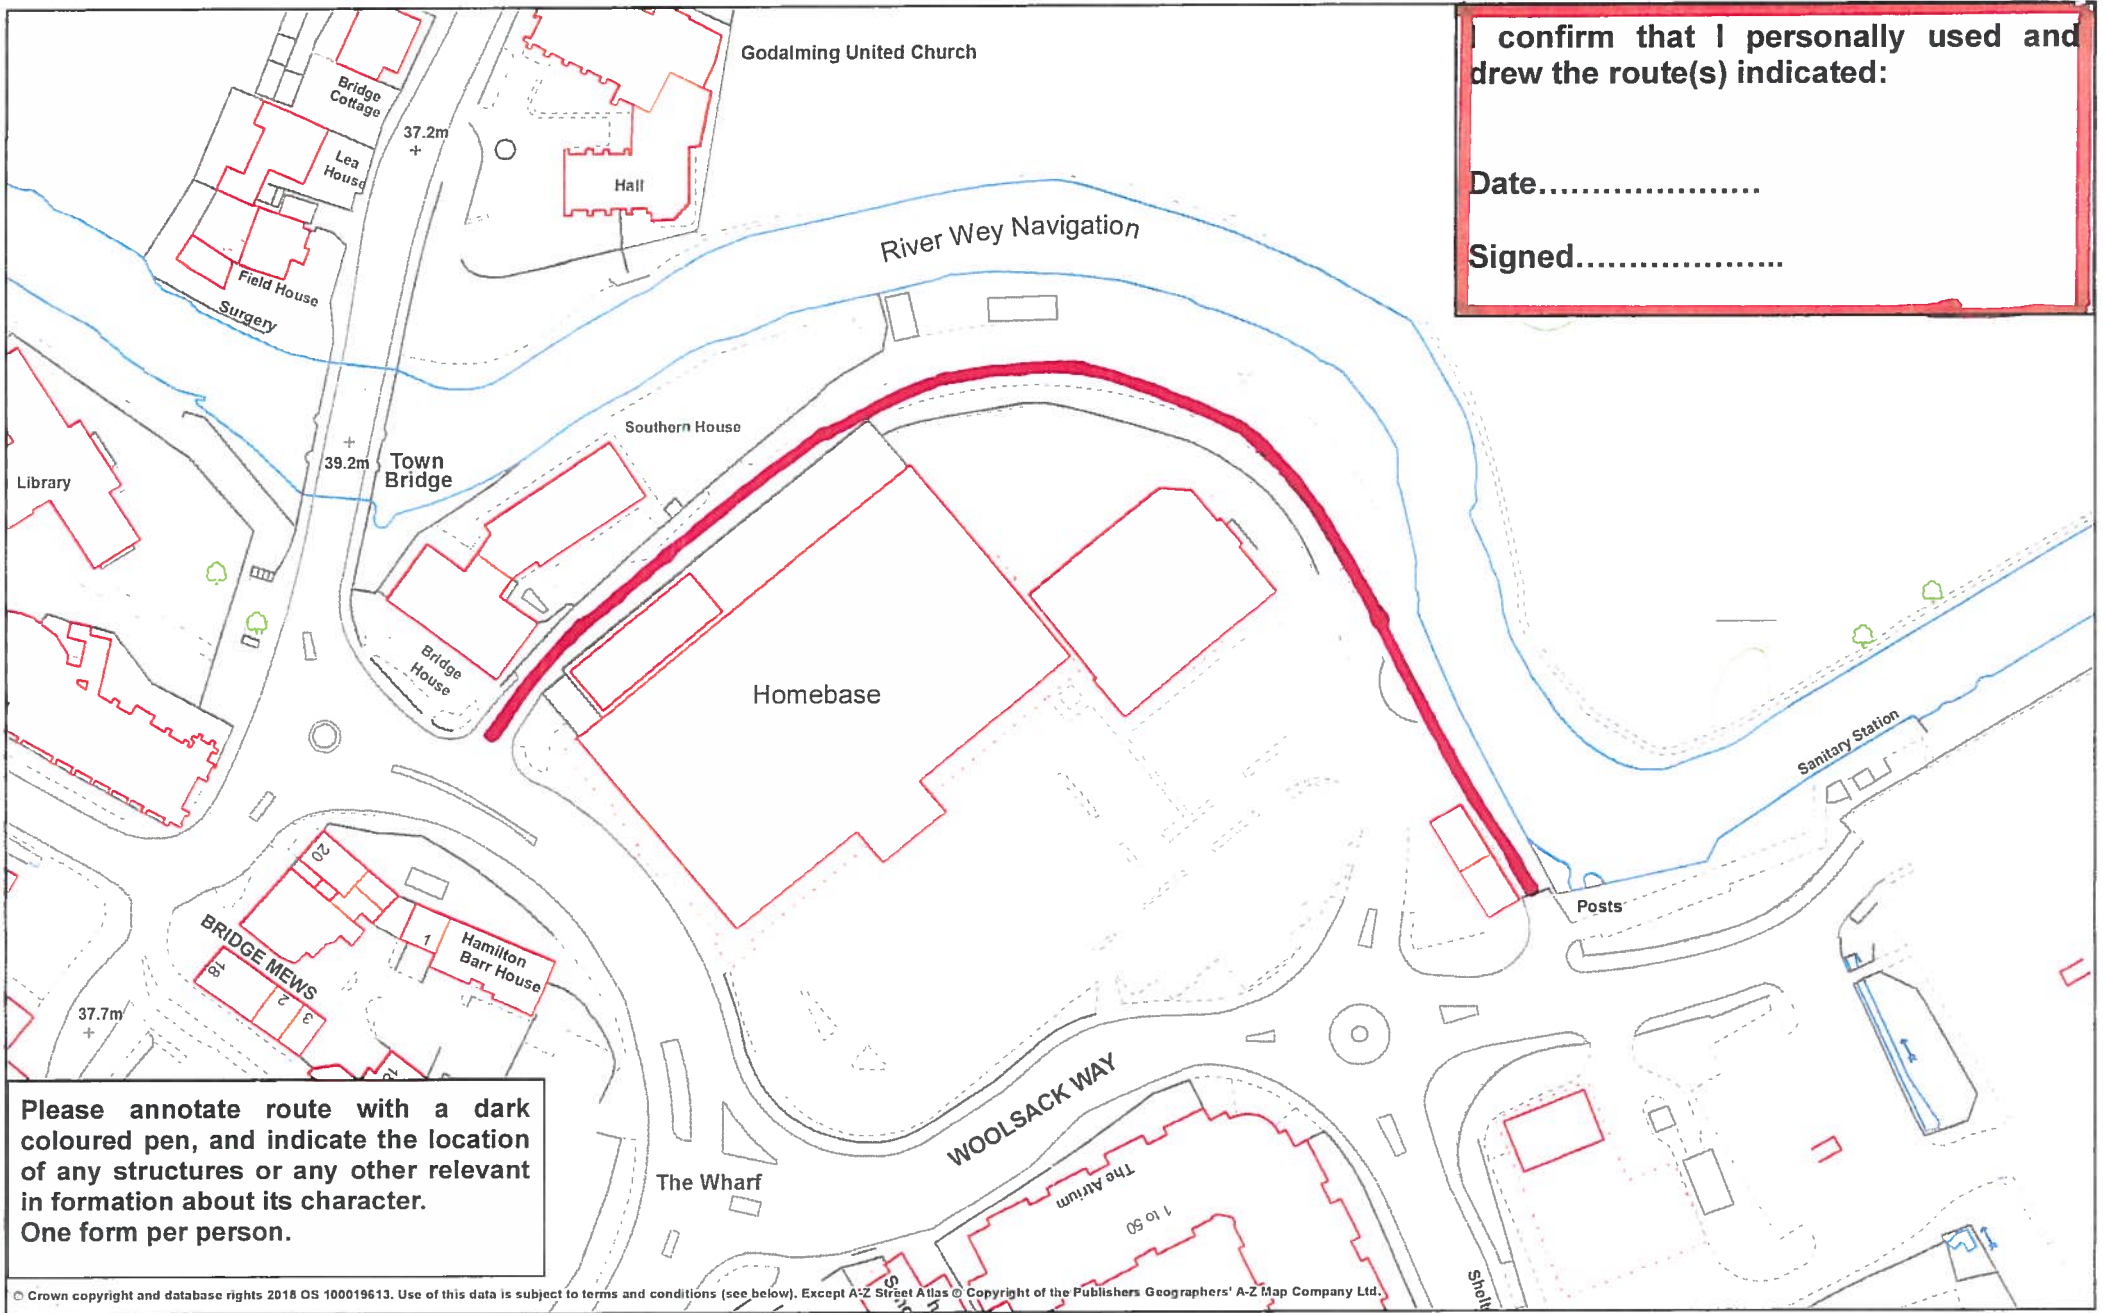 Godalming United Church
I confirm that I personally used and
drew the route(s) indicated:
Date.....................
Signed....................
Bridge
Cottage
37.2m
Lea
House
Hall
Field House
Surgery
River Wey Navigation
Southern House
39.2m
Town
Bridge
Library
Bridge
House
Homebase
Sanitary Station
Posts
20
BRIDGE MEWS
1
Hamilton
Barr House
18
2
3
37.7m
WOOLSACK WAY
The Wharf
The Atrium
1 to 50
Please annotate route with a dark
coloured pen, and indicate the location
of any structures or any other relevant
in formation about its character.
One form per person.
© Crown copyright and database rights 2018 OS 100019613. Use of this data is subject to terms and conditions (see below). Except A-Z Street Atlas © Copyright of the Publishers Geographers' A-Z Map Company Ltd.